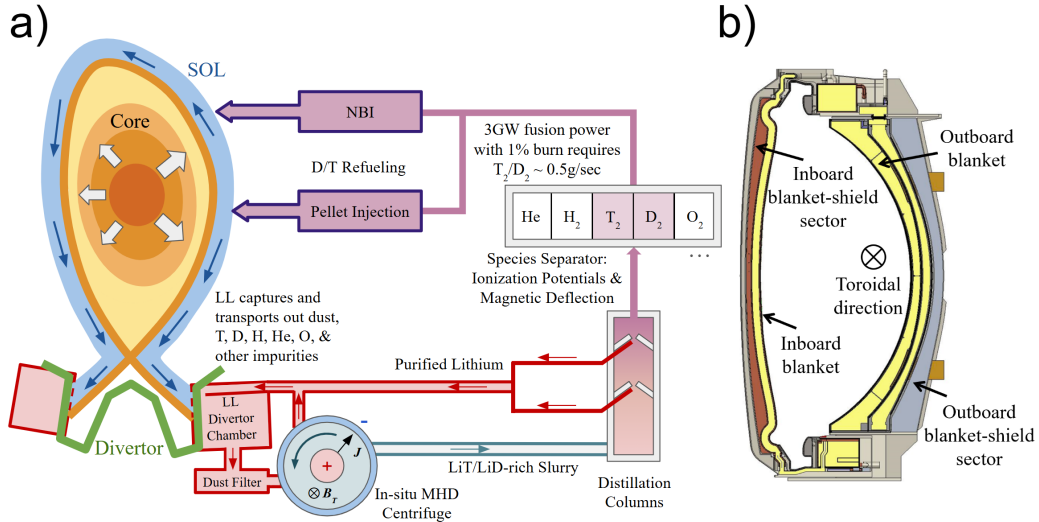 a)
SOL
Core
NBI
D/T Refueling
Pellet Injection
3GW fusion power
with 1% burn requires
T₂/D₂ ~ 0.5g/sec
He
H₂
T₂
D₂
O₂
...
Species Separator:
Ionization Potentials &
Magnetic Deflection
LL captures and
transports out dust,
T, D, H, He, O, &
other impurities
Purified Lithium
LL
Divertor
Chamber
Divertor
Dust Filter
-
J
+
⊗ B_T
In-situ MHD
Centrifuge
LiT/LiD-rich Slurry
Distillation
Columns
b)
Outboard
blanket
Inboard
blanket-shield
sector
Toroidal
direction
Inboard
blanket
Outboard
blanket-shield
sector